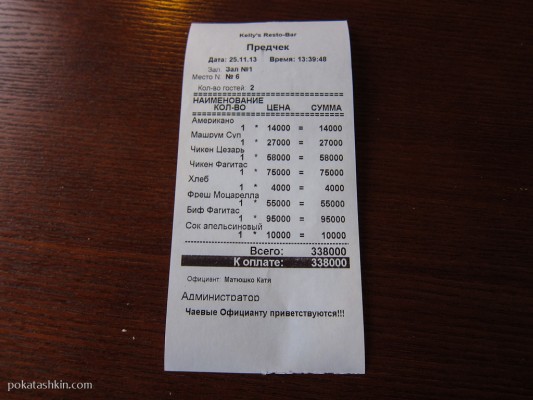 Kelly's Resto-Bar
Предчек
Дата: 25.11.13 Время: 13:39:48
Зал: Зал №1
Место N № 6
Кол-во гостей: 2
НАИМЕНОВАНИЕ
КОЛ-ВО ЦЕНА СУММА
Американо
1 * 14000 = 14000
Машрум Суп
1 * 27000 = 27000
Чикен Цезарь
1 * 58000 = 58000
Чикен Фагитас
1 * 75000 = 75000
Хлеб
1 * 4000 = 4000
Фреш Моцарелла
1 * 55000 = 55000
Биф Фагитас
1 * 95000 = 95000
Сок апельсиновый
1 * 10000 = 10000
Всего: 338000
К оплате: 338000
Официант: Матюшко Катя
Администратор
Чаевые Официанту приветствуются!!!
pokatashkin.com